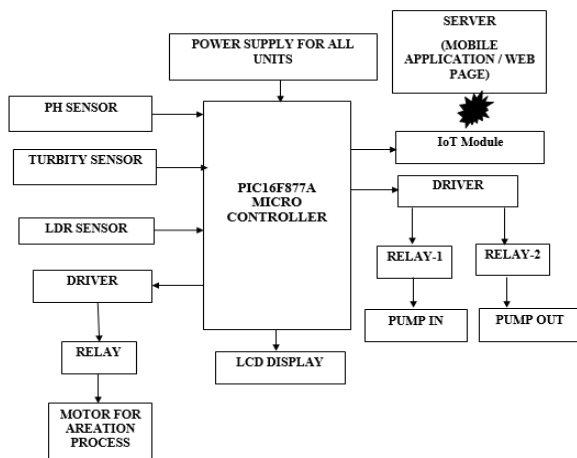 POWER SUPPLY FOR ALL
UNITS
SERVER
(MOBILE
APPLICATION / WEB
PAGE)
PH SENSOR
TURBITY SENSOR
LDR SENSOR
DRIVER
RELAY
MOTOR FOR
AREATION
PROCESS
PIC16F877A
MICRO
CONTROLLER
LCD DISPLAY
IoT Module
DRIVER
RELAY-1
RELAY-2
PUMP IN
PUMP OUT